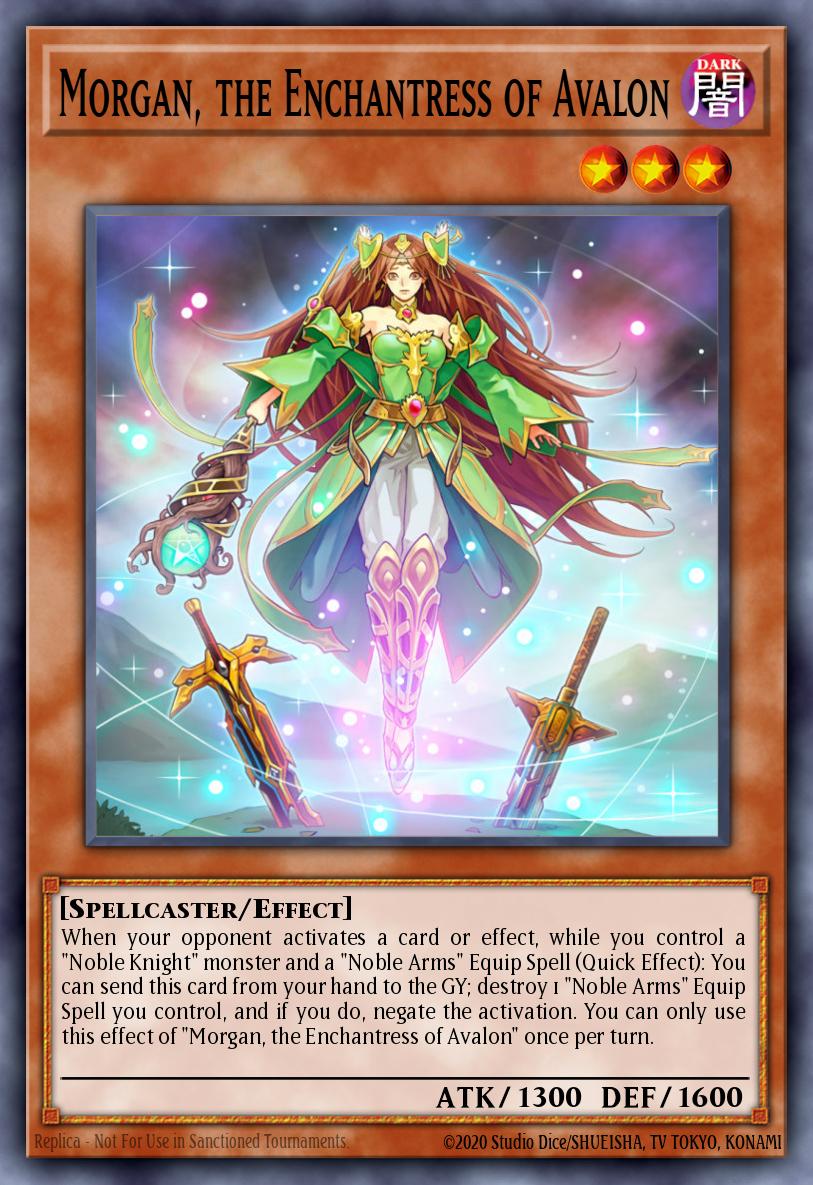 Morgan, the Enchantress of Avalon
DARK
闇
[Spellcaster/Effect]
When your opponent activates a card or effect, while you control a
"Noble Knight" monster and a "Noble Arms" Equip Spell (Quick Effect): You
can send this card from your hand to the GY; destroy 1 "Noble Arms" Equip
Spell you control, and if you do, negate the activation. You can only use
this effect of "Morgan, the Enchantress of Avalon" once per turn.
ATK/1300 DEF/1600
Replica - Not For Use in Sanctioned Tournaments.
©2020 Studio Dice/SHUEISHA, TV TOKYO, KONAMI